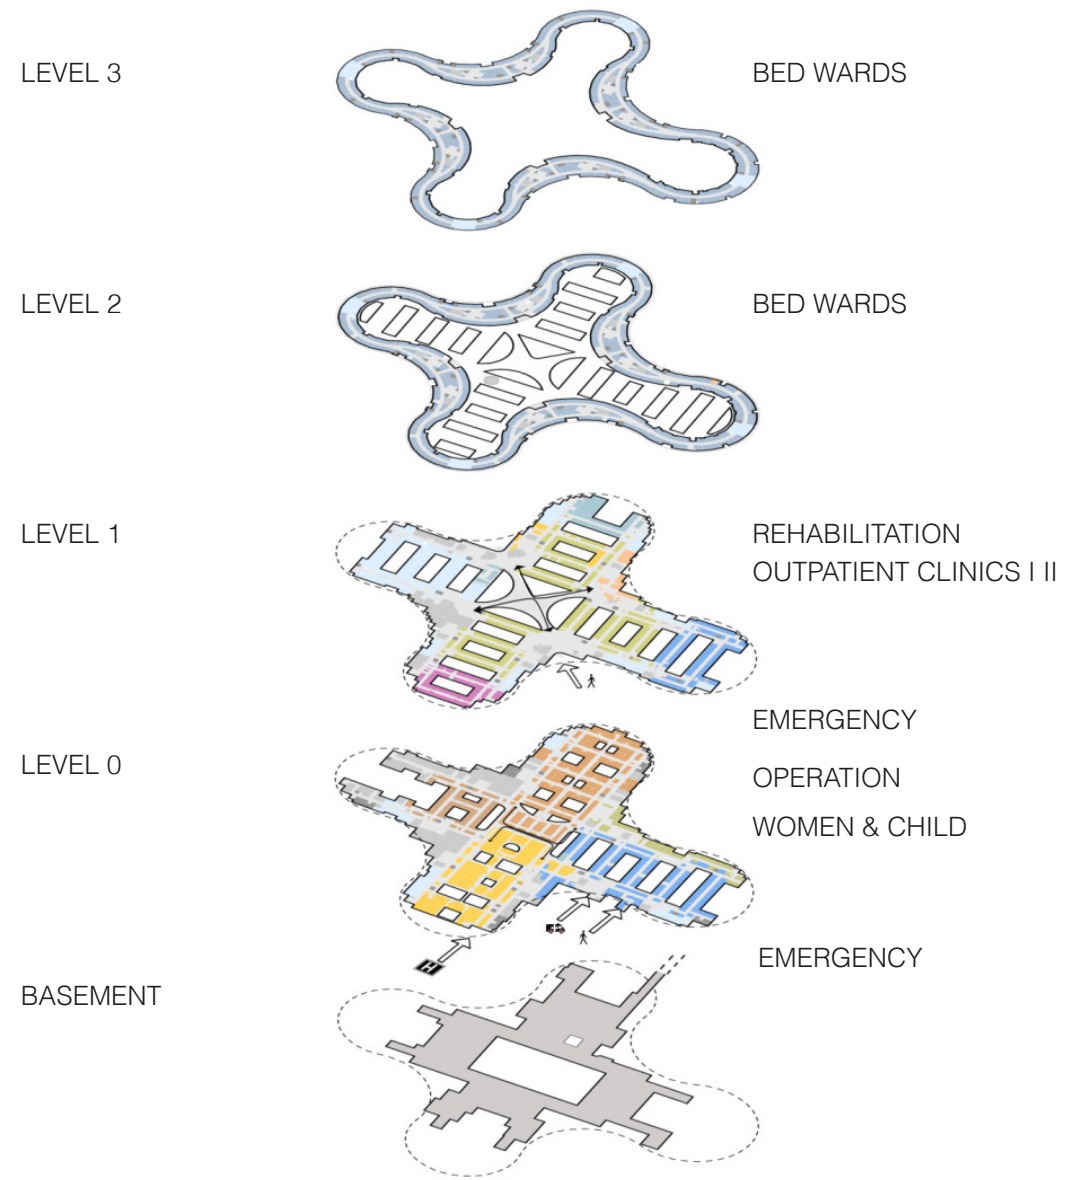 LEVEL 3
BED WARDS
LEVEL 2
BED WARDS
LEVEL 1
REHABILITATION
OUTPATIENT CLINICS I II
EMERGENCY
LEVEL 0
OPERATION
WOMEN & CHILD
H
EMERGENCY
BASEMENT